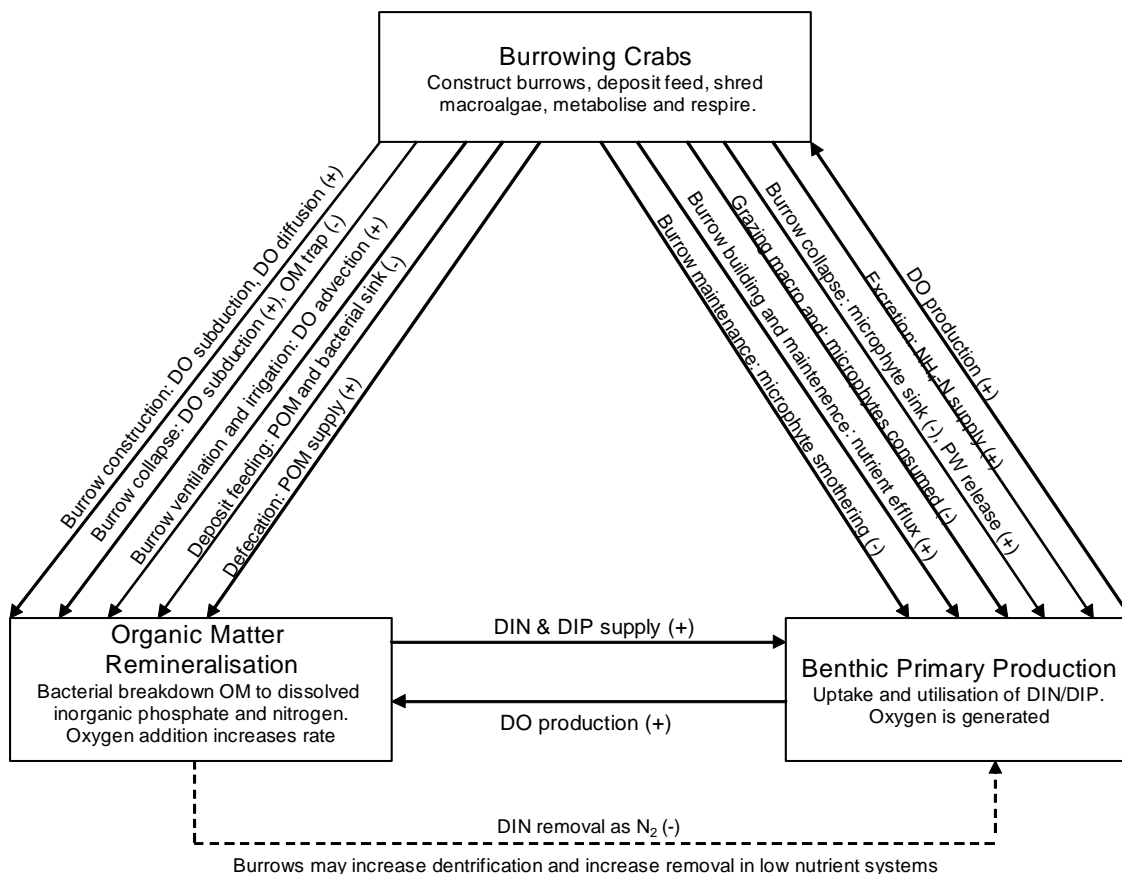 Burrowing Crabs
Construct burrows, deposit feed, shred
macroalgae, metabolise and respire.
Burrow construction: DO subduction, DO diffusion (+)
Burrow collapse: DO subduction (+), OM trap (-)
Burrow ventilation and irrigation: DO advection (+)
Deposit feeding: POM and bacterial sink (-)
Defecation: POM supply (+)
Burrow maintenance; microphyte smothering (-)
Burrow building and maintenence: nutrient efflux (+)
Grazing macro and: microphytes consumed (-)
Burrow collapse: microphyte sink (-), PW release (+)
Excretion: NH₄-N supply (+)
DO production (+)
Organic Matter
Remineralisation
Bacterial breakdown OM to dissolved
inorganic phosphate and nitrogen.
Oxygen addition increases rate
DIN & DIP supply (+)
DO production (+)
Benthic Primary Production
Uptake and utilisation of DIN/DIP.
Oxygen is generated
DIN removal as N₂ (-)
Burrows may increase dentrification and increase removal in low nutrient systems